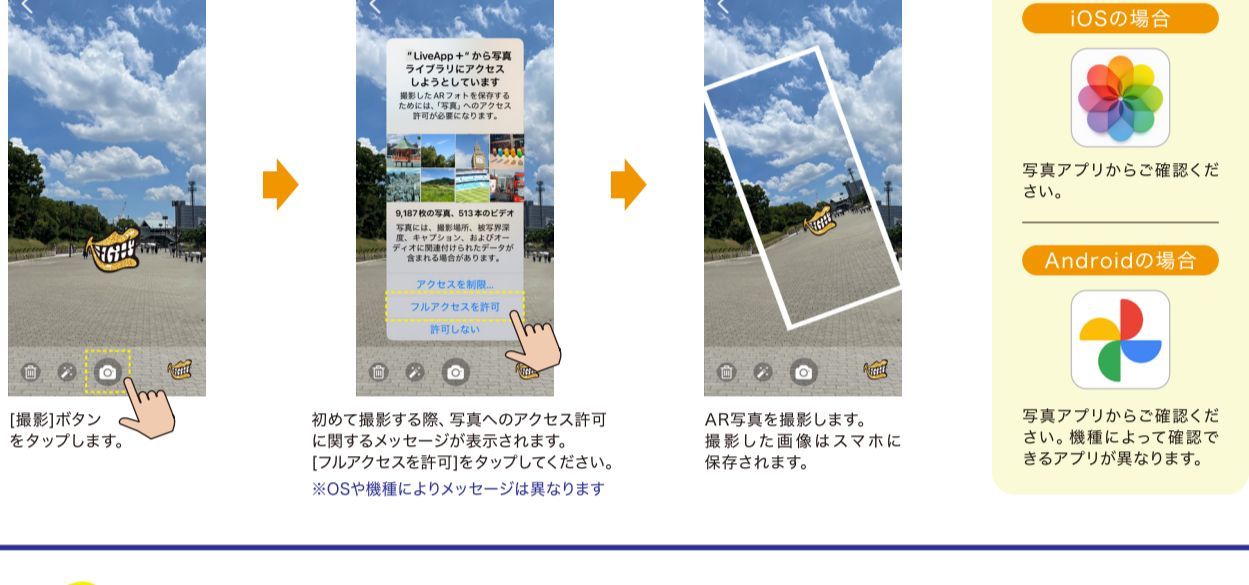 [撮影]ボタン
をタップします。
"LiveApp+"から写真
ライブラリにアクセス
しようとしています
撮影したARフォトを保存する
ためには、「写真」へのアクセス
許可が必要になります。
9,187枚の写真、513本のビデオ
写真には、撮影場所、被写界深
度、キャプション、およびオー
ディオに関連付けられたデータが
含まれる場合があります。
アクセスを制限...
フルアクセスを許可
許可しない
初めて撮影する際、写真へのアクセス許可
に関するメッセージが表示されます。
[フルアクセスを許可]をタップしてください。
※OSや機種によりメッセージは異なります
AR写真を撮影します。
撮影した画像はスマホに
保存されます。
iOSの場合
写真アプリからご確認くだ
さい。
Androidの場合
写真アプリからご確認くだ
さい。機種によって確認で
きるアプリが異なります。